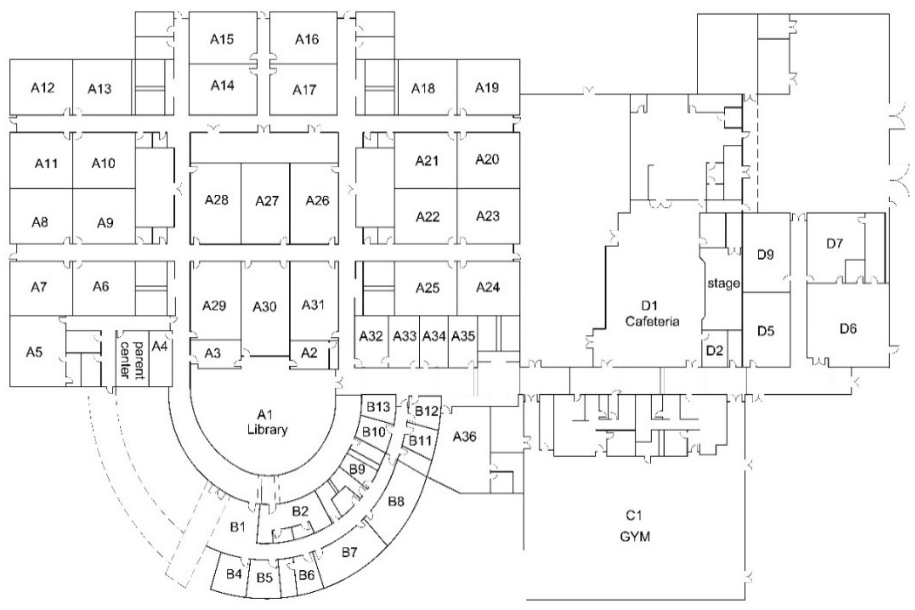 A15
A16
A12
A13
A14
A17
A18
A19
A11
A10
A21
A20
A28
A27
A26
A8
A9
A22
A23
D7
D9
stage
A7
A6
A29
A30
A31
A25
A24
D1
Cafeteria
A5
parent
center
A4
A3
A2
A32
A33
A34
A35
D2
D5
D6
A1
Library
B13
B12
B10
B11
A36
B9
B8
B2
B1
B7
B4
B5
B6
C1
GYM